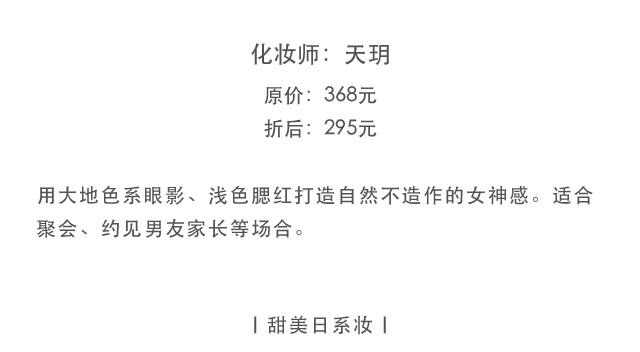 化妆师：天玥
原价：368元
折后：295元
用大地色系眼影、浅色腮红打造自然不造作的女神感。适合
聚会、约见男友家长等场合。
丨甜美日系妆丨